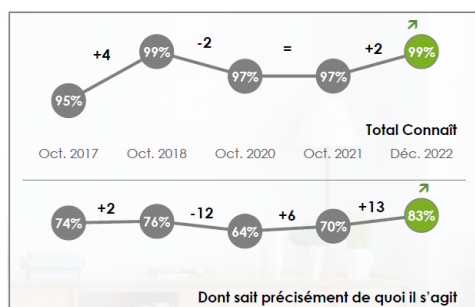 +4 -2 = +2
95% 99% 97% 97% 99%
Total Connaît
Oct. 2017 Oct. 2018 Oct. 2020 Oct. 2021 Déc. 2022
+2 -12 +6 +13
74% 76% 64% 70% 83%
Dont sait précisément de quoi il s'agit